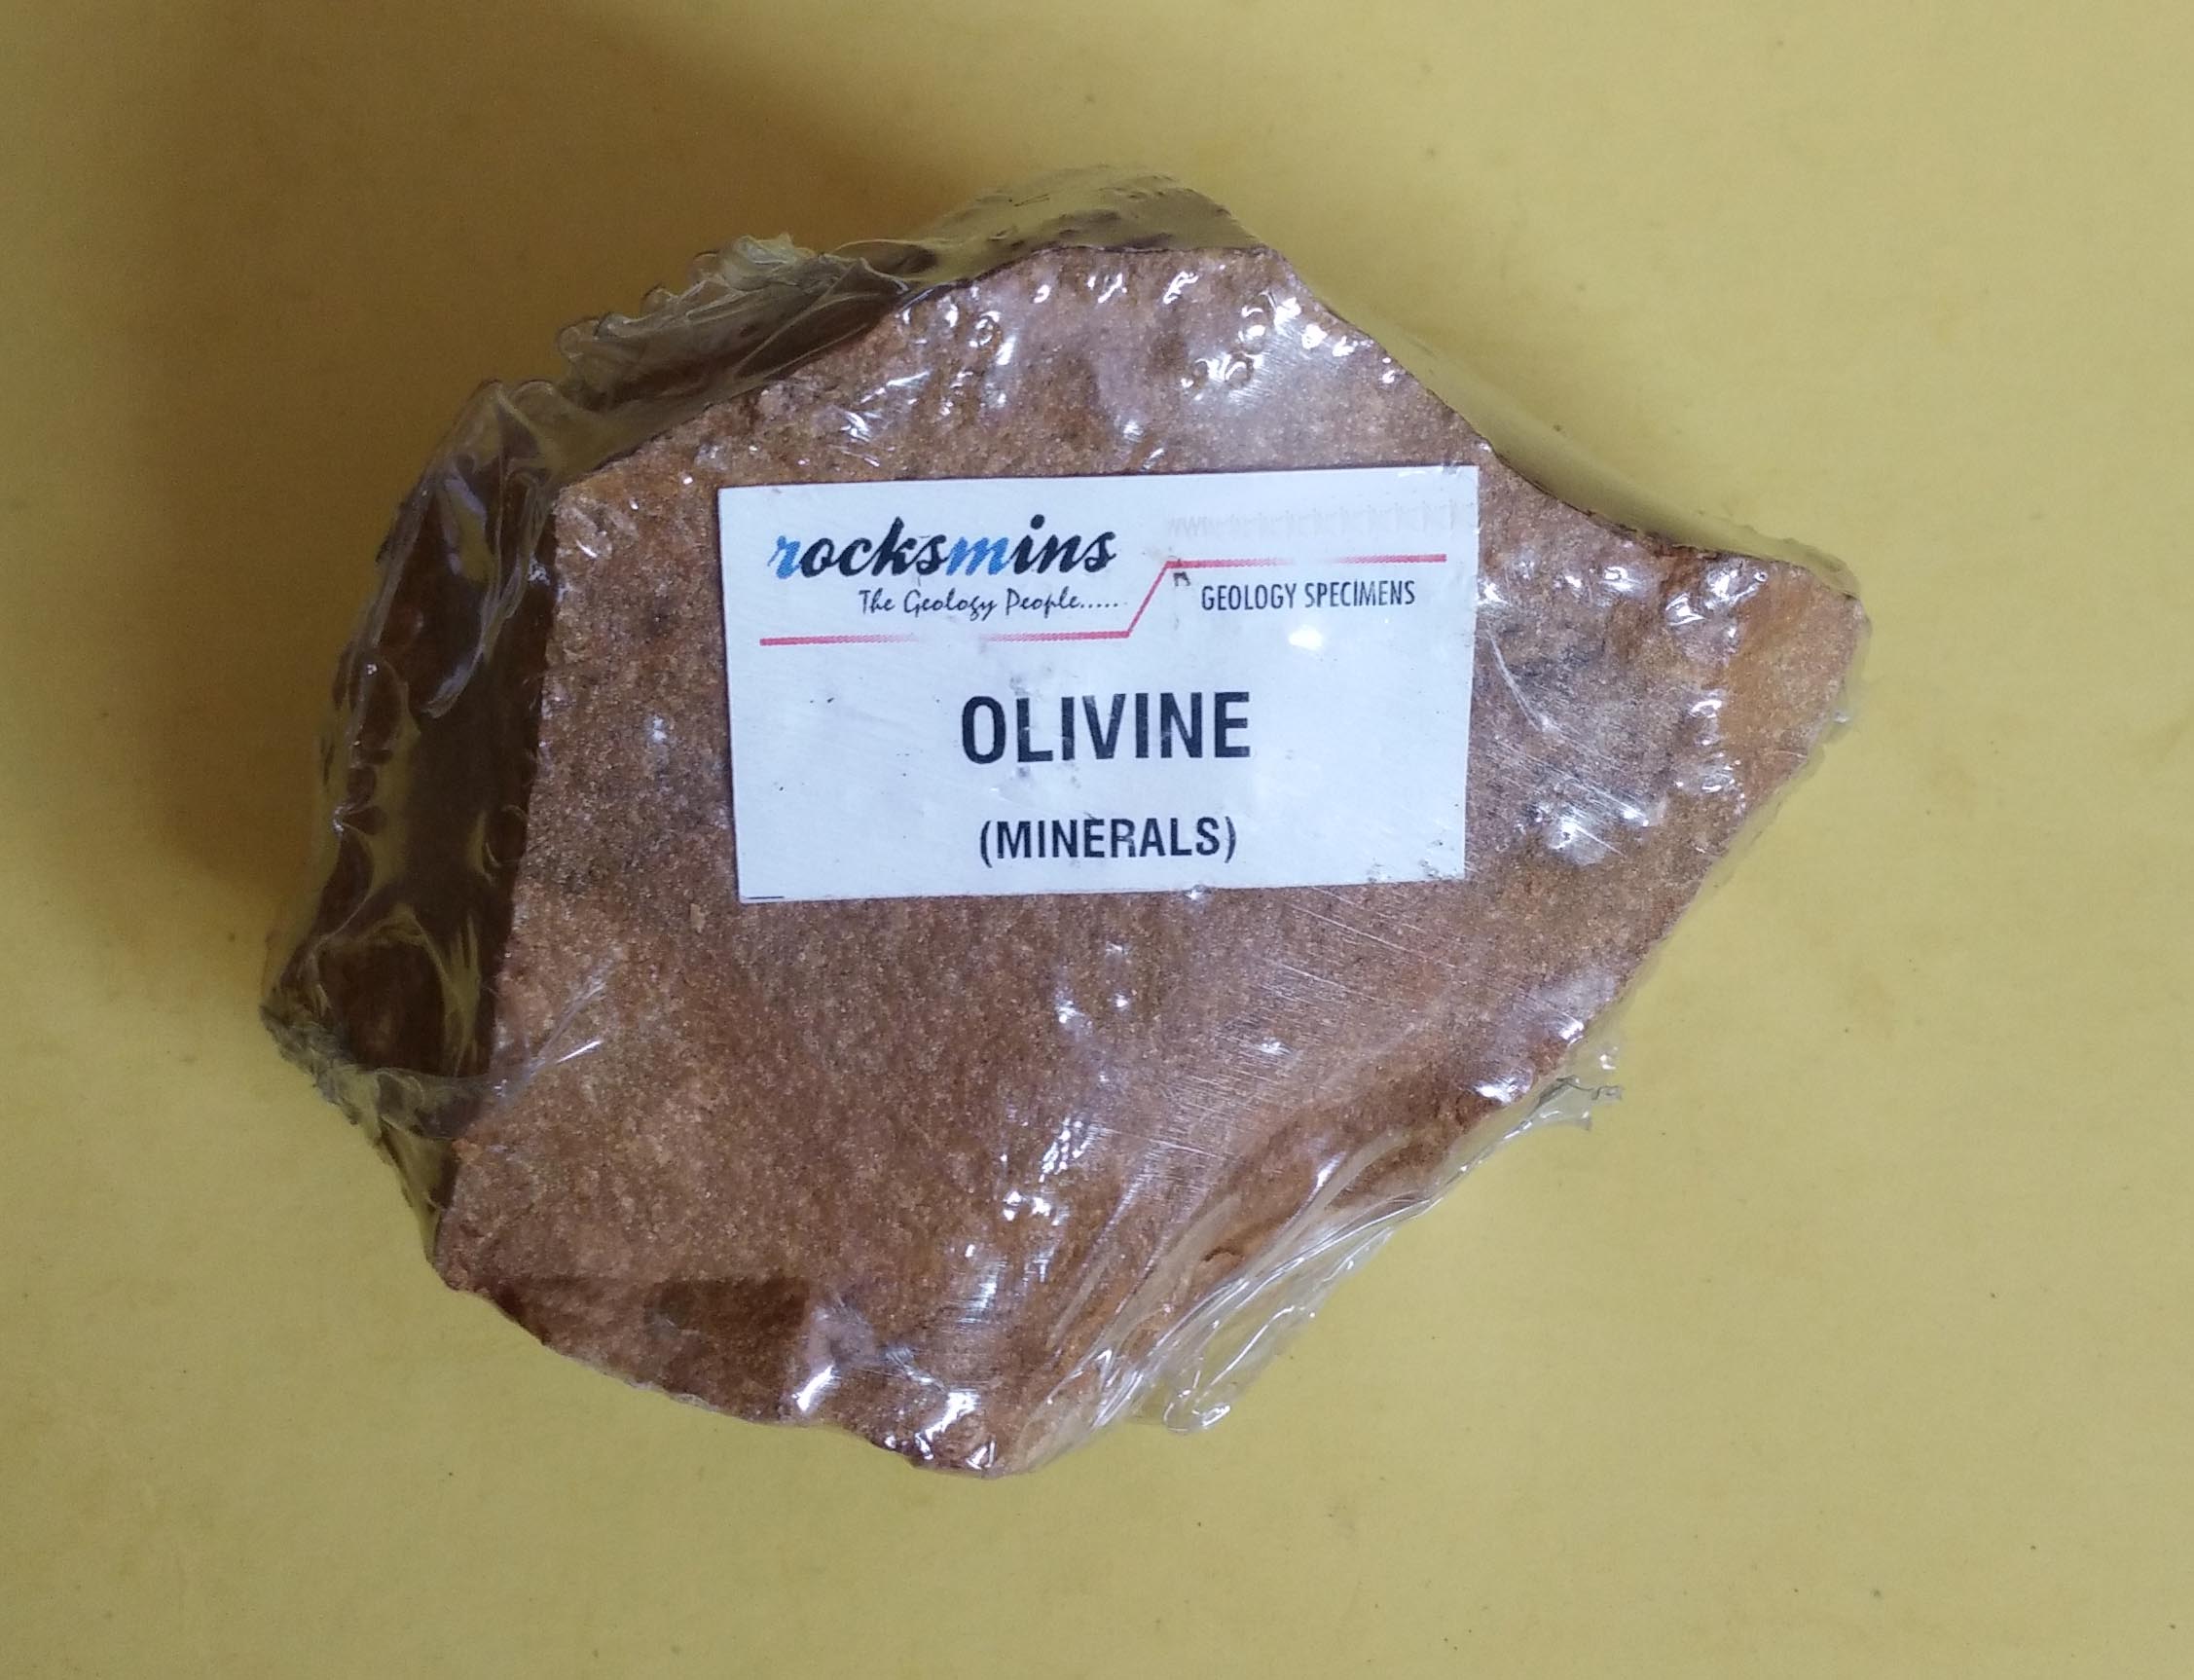 rocksmins
The Geology People.....
GEOLOGY SPECIMENS
OLIVINE
(MINERALS)